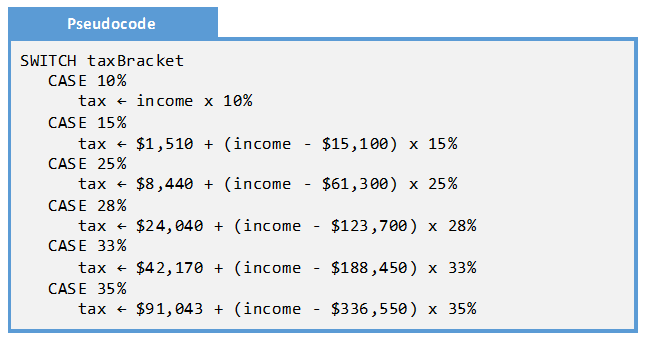 Pseudocode
SWITCH taxBracket
CASE 10%
tax ← income x 10%
CASE 15%
tax ← $1,510 + (income - $15,100) x 15%
CASE 25%
tax ← $8,440 + (income - $61,300) x 25%
CASE 28%
tax ← $24,040 + (income - $123,700) x 28%
CASE 33%
tax ← $42,170 + (income - $188,450) x 33%
CASE 35%
tax ← $91,043 + (income - $336,550) x 35%